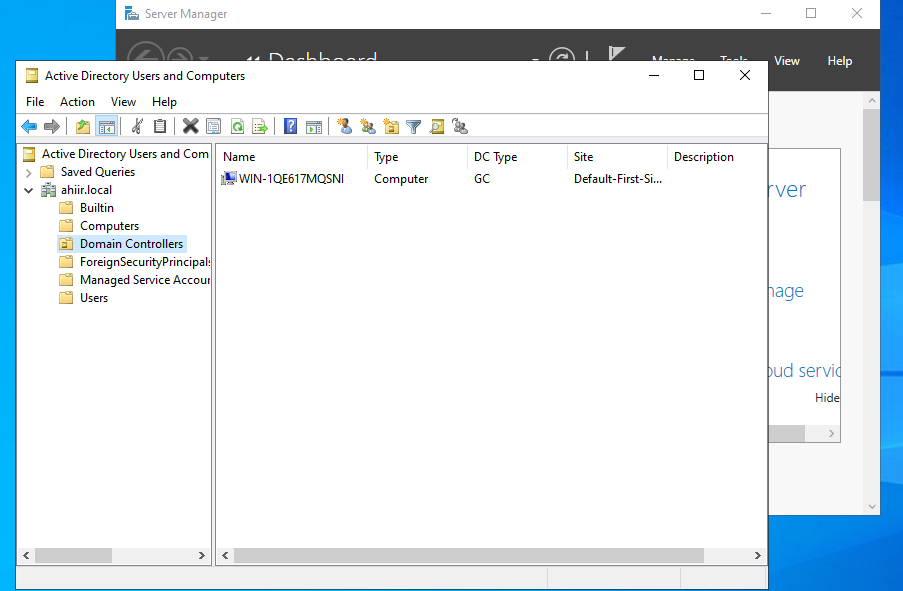 Server Manager
Dashboard
Manage Tools View Help
Active Directory Users and Computers
File Action View Help
Active Directory Users and Com
Saved Queries
ahiir.local
Builtin
Computers
Domain Controllers
ForeignSecurityPrincipals
Managed Service Accour
Users
Name Type DC Type Site Description
WIN-1QE617MQSNI Computer GC Default-First-Si...
rver
nage
oud servic
Hide